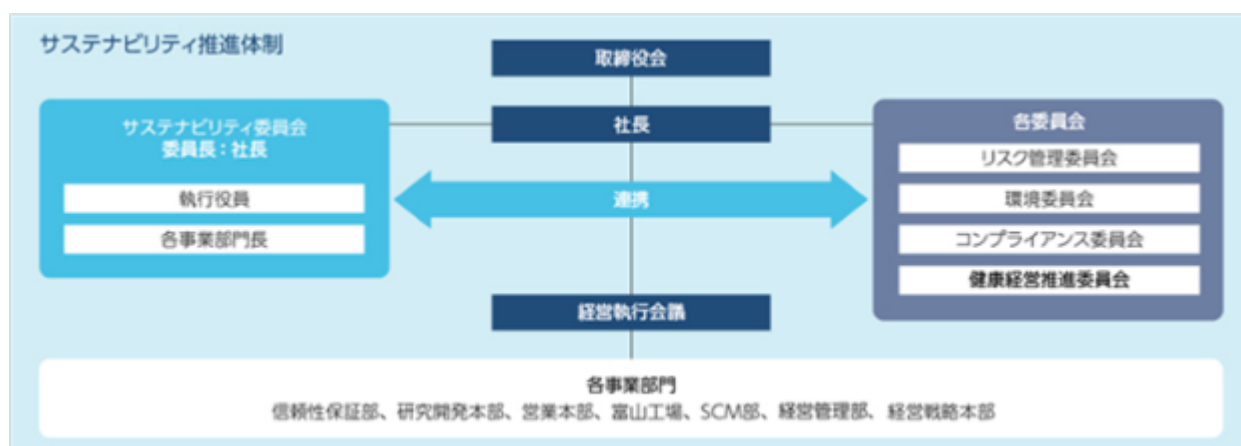 サステナビリティ推進体制
取締役会
社長
サステナビリティ委員会
委員長：社長
執行役員
各事業部門長
連携
各委員会
リスク管理委員会
環境委員会
コンプライアンス委員会
健康経営推進委員会
経営執行会議
各事業部門
信頼性保証部、研究開発本部、営業本部、富山工場、SCM部、経営管理部、経営戦略本部